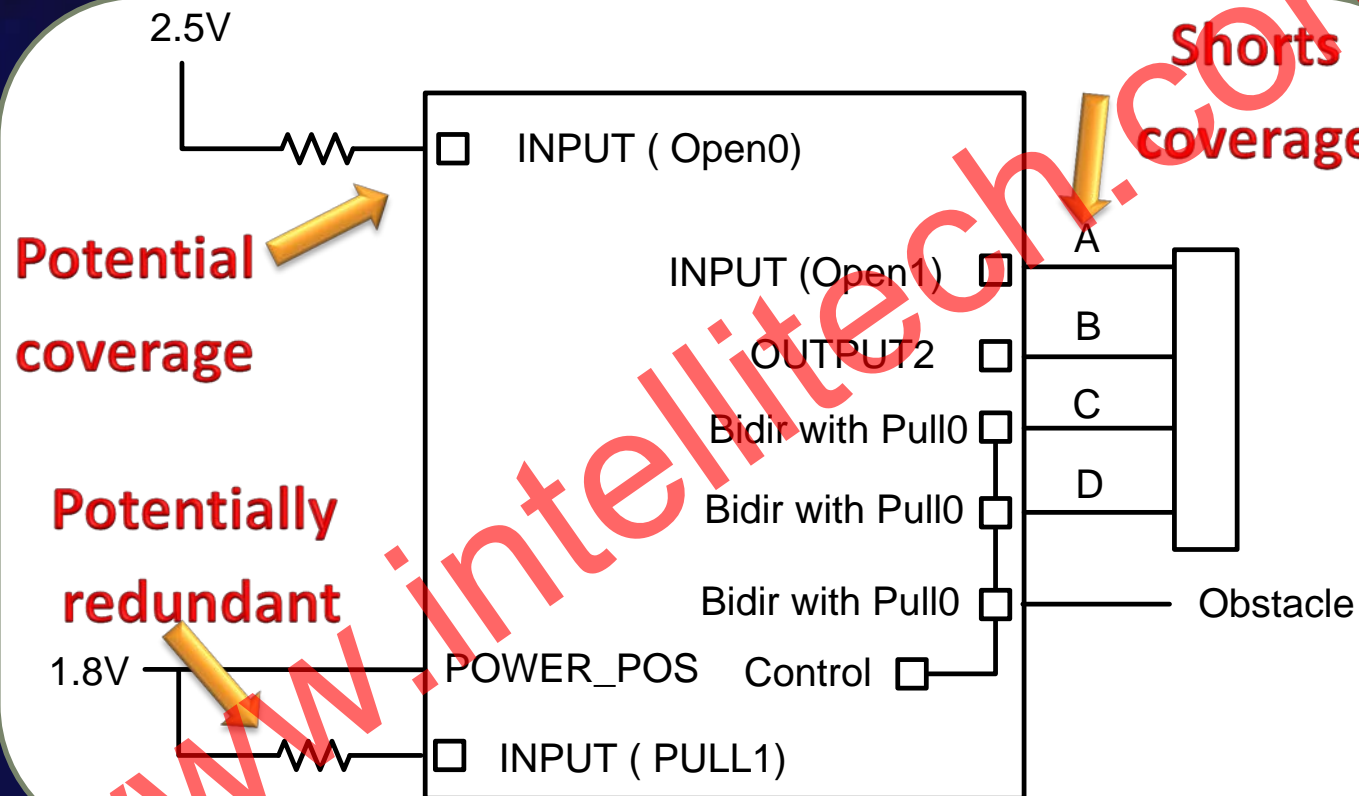 2.5V
Shorts
coverage
INPUT ( Open0)
Potential
coverage
A
INPUT (Open1)
B
OUTPUT2
C
Bidir with Pull0
D
Bidir with Pull0
Potentially
redundant
Bidir with Pull0
Obstacle
1.8V
POWER_POS
Control
INPUT ( PULL1)
www.intellitech.com